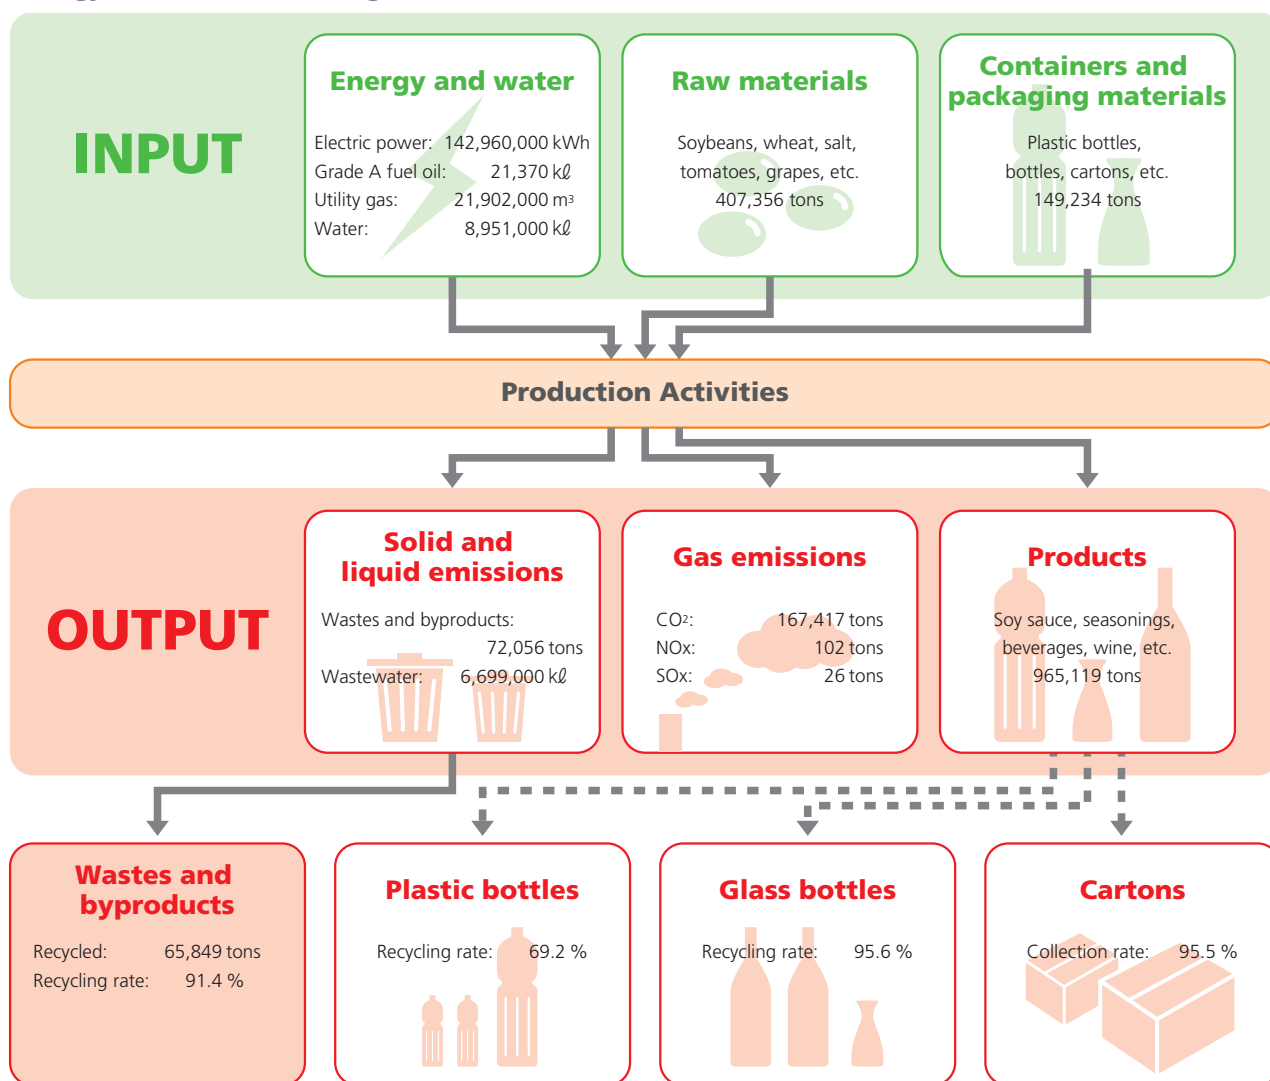 INPUT
Energy and water
Electric power: 142,960,000 kWh
Grade A fuel oil: 21,370 kℓ
Utility gas: 21,902,000 m³
Water: 8,951,000 kℓ
Raw materials
Soybeans, wheat, salt,
tomatoes, grapes, etc.
407,356 tons
Containers and
packaging materials
Plastic bottles,
bottles, cartons, etc.
149,234 tons
Production Activities
OUTPUT
Solid and
liquid emissions
Wastes and byproducts:
72,056 tons
Wastewater: 6,699,000 kℓ
Gas emissions
CO²: 167,417 tons
NOx: 102 tons
SOx: 26 tons
Products
Soy sauce, seasonings,
beverages, wine, etc.
965,119 tons
Wastes and
byproducts
Recycled: 65,849 tons
Recycling rate: 91.4 %
Plastic bottles
Recycling rate: 69.2 %
Glass bottles
Recycling rate: 95.6 %
Cartons
Collection rate: 95.5 %